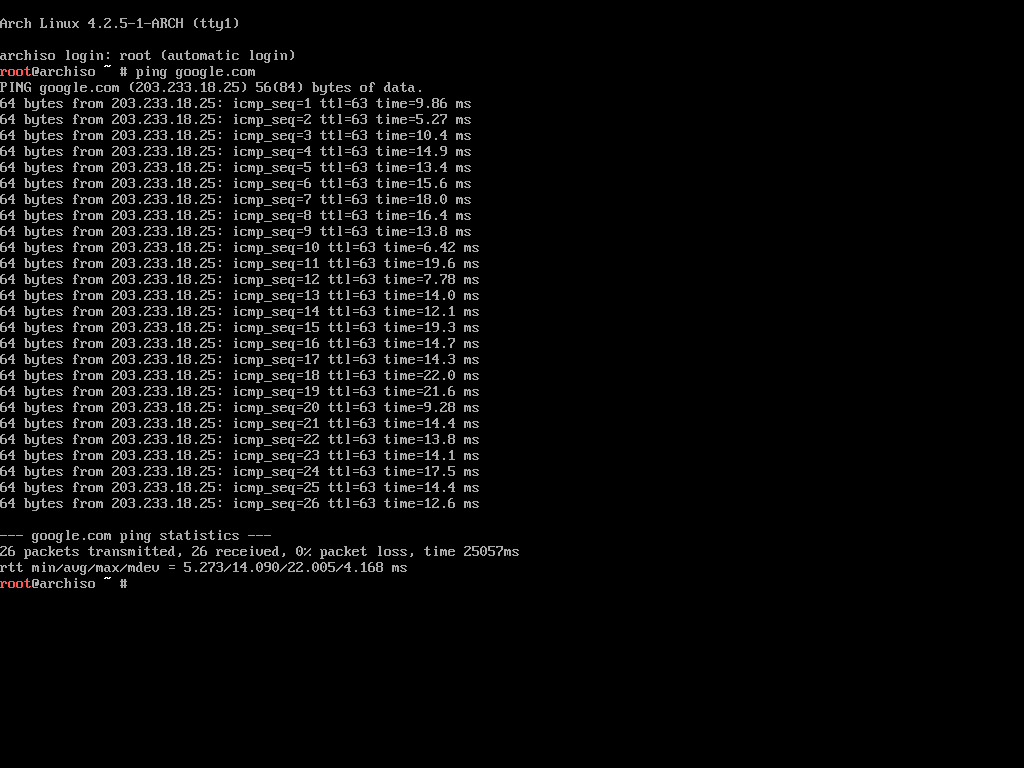 Arch Linux 4.2.5-1-ARCH (tty1)
archiso login: root (automatic login)
root@archiso ~ # ping google.com
PING google.com (203.233.18.25) 56(84) bytes of data.
64 bytes from 203.233.18.25: icmp_seq=1 ttl=63 time=9.86 ms
64 bytes from 203.233.18.25: icmp_seq=2 ttl=63 time=5.27 ms
64 bytes from 203.233.18.25: icmp_seq=3 ttl=63 time=10.4 ms
64 bytes from 203.233.18.25: icmp_seq=4 ttl=63 time=14.9 ms
64 bytes from 203.233.18.25: icmp_seq=5 ttl=63 time=13.4 ms
64 bytes from 203.233.18.25: icmp_seq=6 ttl=63 time=15.6 ms
64 bytes from 203.233.18.25: icmp_seq=7 ttl=63 time=18.0 ms
64 bytes from 203.233.18.25: icmp_seq=8 ttl=63 time=16.4 ms
64 bytes from 203.233.18.25: icmp_seq=9 ttl=63 time=13.8 ms
64 bytes from 203.233.18.25: icmp_seq=10 ttl=63 time=6.42 ms
64 bytes from 203.233.18.25: icmp_seq=11 ttl=63 time=19.6 ms
64 bytes from 203.233.18.25: icmp_seq=12 ttl=63 time=7.78 ms
64 bytes from 203.233.18.25: icmp_seq=13 ttl=63 time=14.0 ms
64 bytes from 203.233.18.25: icmp_seq=14 ttl=63 time=12.1 ms
64 bytes from 203.233.18.25: icmp_seq=15 ttl=63 time=19.3 ms
64 bytes from 203.233.18.25: icmp_seq=16 ttl=63 time=14.7 ms
64 bytes from 203.233.18.25: icmp_seq=17 ttl=63 time=14.3 ms
64 bytes from 203.233.18.25: icmp_seq=18 ttl=63 time=22.0 ms
64 bytes from 203.233.18.25: icmp_seq=19 ttl=63 time=21.6 ms
64 bytes from 203.233.18.25: icmp_seq=20 ttl=63 time=9.28 ms
64 bytes from 203.233.18.25: icmp_seq=21 ttl=63 time=14.4 ms
64 bytes from 203.233.18.25: icmp_seq=22 ttl=63 time=13.8 ms
64 bytes from 203.233.18.25: icmp_seq=23 ttl=63 time=14.1 ms
64 bytes from 203.233.18.25: icmp_seq=24 ttl=63 time=17.5 ms
64 bytes from 203.233.18.25: icmp_seq=25 ttl=63 time=14.4 ms
64 bytes from 203.233.18.25: icmp_seq=26 ttl=63 time=12.6 ms
--- google.com ping statistics ---
26 packets transmitted, 26 received, 0% packet loss, time 25057ms
rtt min/avg/max/mdev = 5.273/14.090/22.005/4.168 ms
root@archiso ~ #